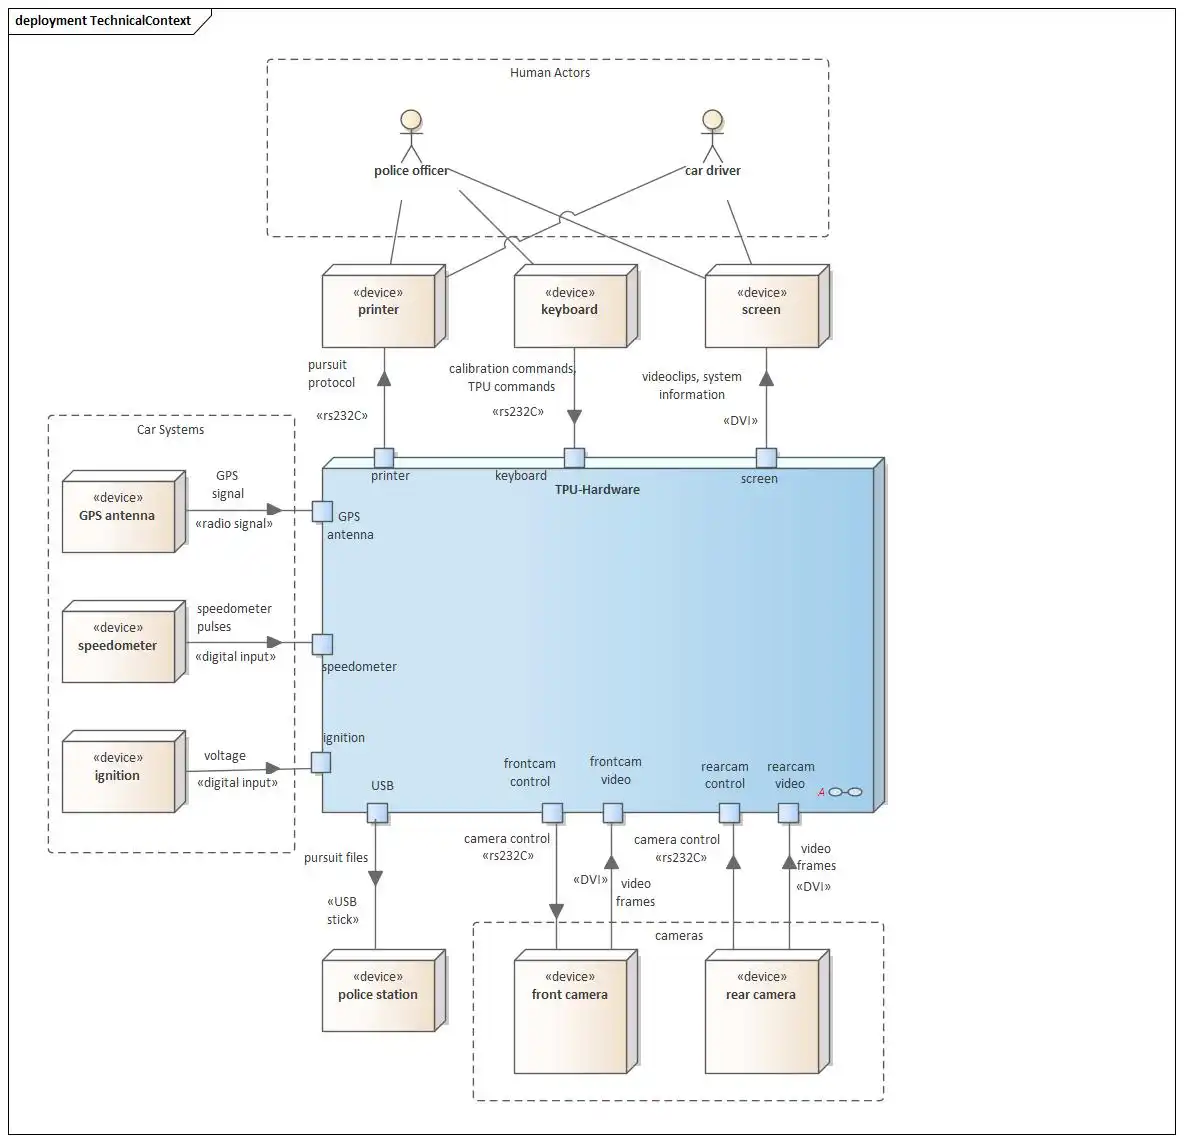 deployment TechnicalContext
Human Actors
police officer
car driver
«device»
printer
«device»
keyboard
«device»
screen
pursuit
protocol
«rs232C»
calibration commands,
TPU commands
«rs232C»
videoclips, system
information
«DVI»
Car Systems
«device»
GPS antenna
GPS
signal
«radio signal»
«device»
speedometer
speedometer
pulses
«digital input»
«device»
ignition
voltage
«digital input»
printer
keyboard
screen
TPU-Hardware
GPS
antenna
speedometer
ignition
USB
frontcam
control
frontcam
video
rearcam
control
rearcam
video
A
pursuit files
«USB
stick»
camera control
«rs232C»
«DVI»
video
frames
camera control
«rs232C»
video
frames
«DVI»
cameras
«device»
police station
«device»
front camera
«device»
rear camera